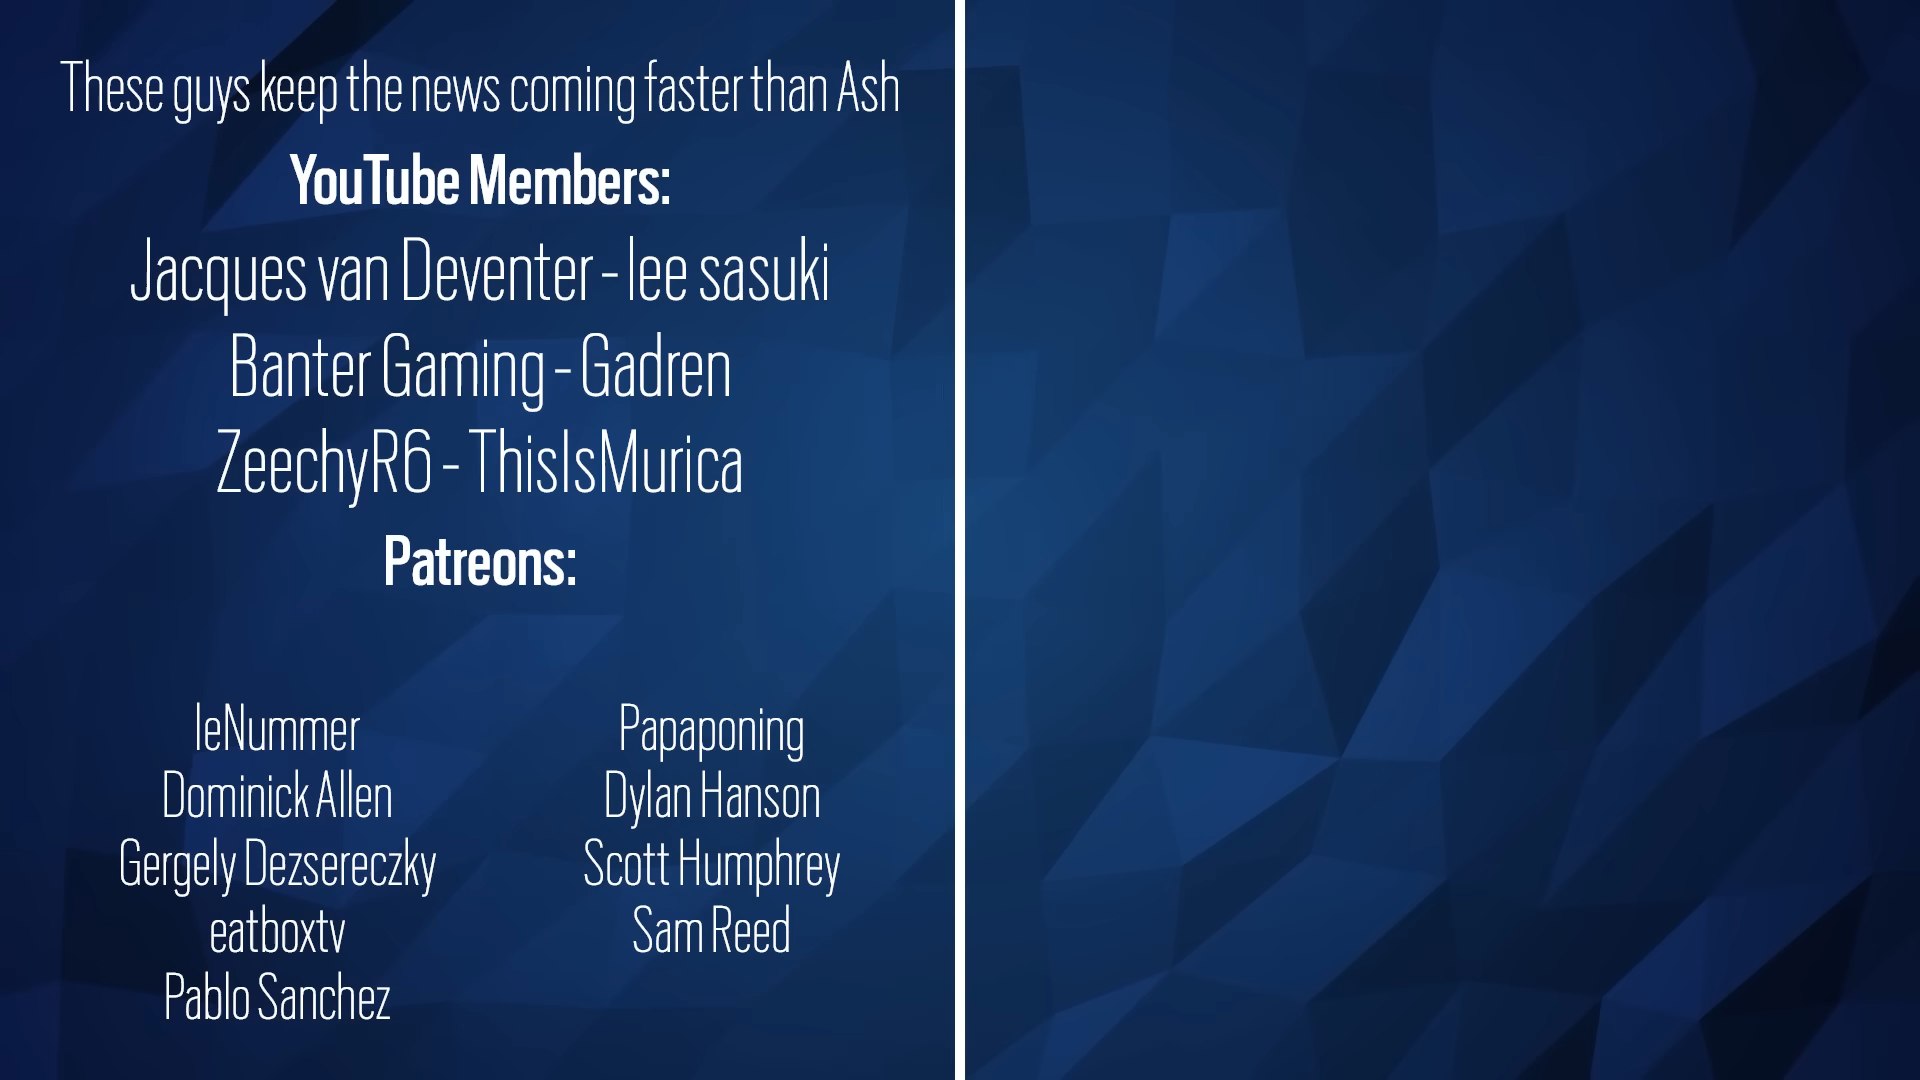 These guys keep the news coming faster than Ash
YouTube Members:
Jacques van Deventer - lee sasuki
Banter Gaming - Gadren
ZeechyR6 - ThisIsMurica
Patreons:
leNummer
Dominick Allen
Gergely Dezsereczky
eatboxtv
Pablo Sanchez
Papaponing
Dylan Hanson
Scott Humphrey
Sam Reed